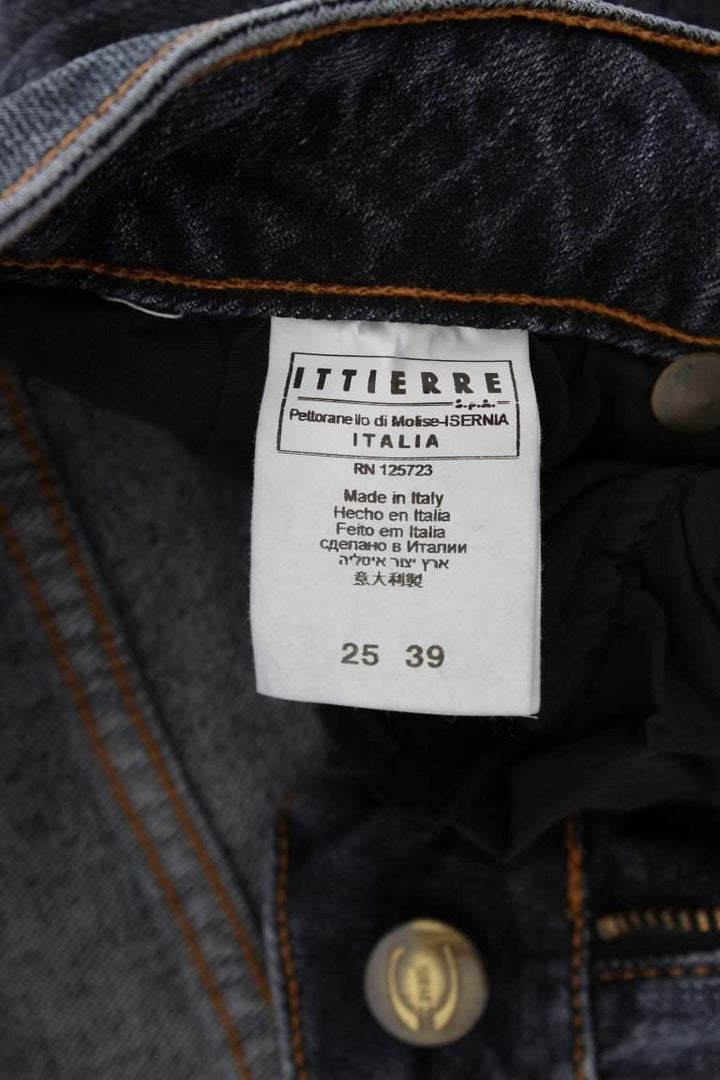 ITTIERRE
S.p.A.
Pettoranello di Molise-ISERNIA
ITALIA
RN 125723
Made in Italy
Hecho en Italia
Feito em Italia
сделано в Италии
ארץ יצור איטליה
意大利製
25 39